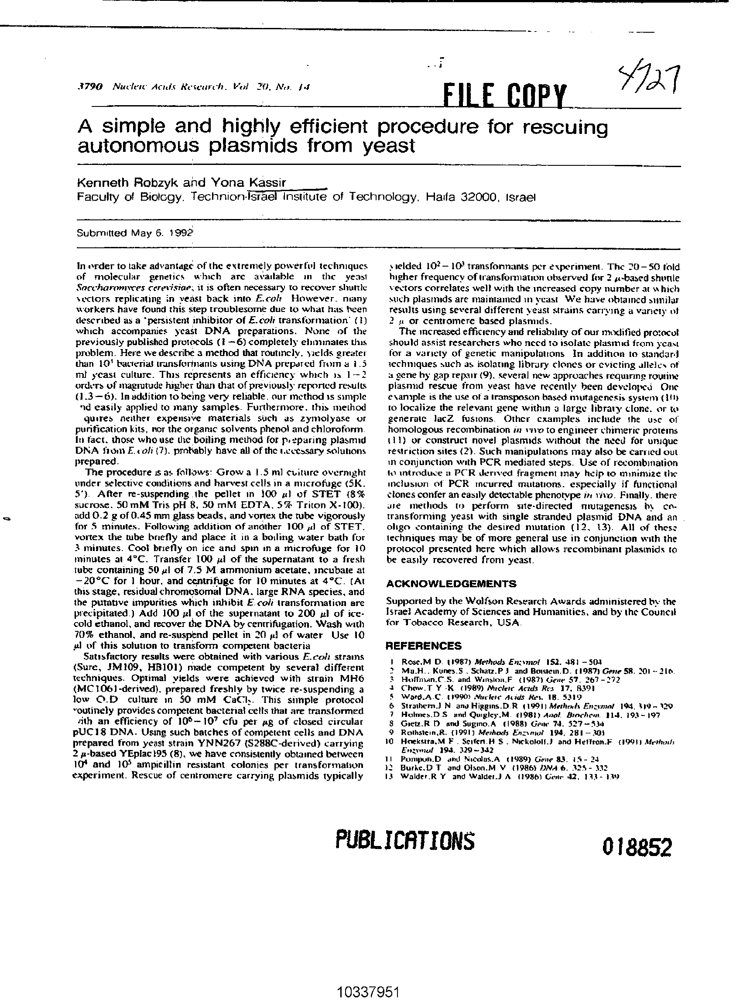 3790 Nucleic Acids Research, Vol. 20, No. 14
FILE COPY
4727
A simple and highly efficient procedure for rescuing
autonomous plasmids from yeast
Kenneth Robzyk and Yona Kassir
Faculty of Biology, Technion-Israel Institute of Technology, Haifa 32000, Israel
Submitted May 6, 1992
In order to take advantage of the extremely powerful techniques
of molecular genetics which are available in the yeast
Saccharomyces cerevisiae, it is often necessary to recover shuttle
vectors replicating in yeast back into E.coli. However, many
workers have found this step troublesome due to what has been
described as a 'persistent inhibitor of E.coli transformation' (1)
which accompanies yeast DNA preparations. None of the
previously published protocols (1–6) completely eliminates this
problem. Here we describe a method that routinely, yields greater
than 10³ bacterial transformants using DNA prepared from a 1.5
ml yeast culture. This represents an efficiency which is 1–2
orders of magnitude higher than that of previously reported results
(1,3–6). In addition to being very reliable, our method is simple
nd easily applied to many samples. Furthermore, this method
quires neither expensive materials such as zymolyase or
purification kits, nor the organic solvents phenol and chloroform.
In fact, those who use the boiling method for preparing plasmid
DNA from E.coli (7), probably have all of the necessary solutions
prepared.
The procedure is as follows: Grow a 1.5 ml culture overnight
under selective conditions and harvest cells in a microfuge (5K,
5'). After re-suspending the pellet in 100 µl of STET (8%
sucrose, 50 mM Tris pH 8, 50 mM EDTA, 5% Triton X-100),
add 0.2 g of 0.45 mm glass beads, and vortex the tube vigorously
for 5 minutes. Following addition of another 100 µl of STET,
vortex the tube briefly and place it in a boiling water bath for
3 minutes. Cool briefly on ice and spin in a microfuge for 10
minutes at 4°C. Transfer 100 µl of the supernatant to a fresh
tube containing 50 µl of 7.5 M ammonium acetate, incubate at
−20°C for 1 hour, and centrifuge for 10 minutes at 4°C. (At
this stage, residual chromosomal DNA, large RNA species, and
the putative impurities which inhibit E.coli transformation are
precipitated.) Add 100 µl of the supernatant to 200 µl of ice-
cold ethanol, and recover the DNA by centrifugation. Wash with
70% ethanol, and re-suspend pellet in 20 µl of water. Use 10
µl of this solution to transform competent bacteria
Satisfactory results were obtained with various E.coli strains
(Sure, JM109, HB101) made competent by several different
techniques. Optimal yields were achieved with strain MH6
(MC1061-derived), prepared freshly by twice re-suspending a
low O.D. culture in 50 mM CaCl₂. This simple protocol
routinely provides competent bacterial cells that are transformed
ith an efficiency of 10⁶–10⁷ cfu per µg of closed circular
pUC18 DNA. Using such batches of competent cells and DNA
prepared from yeast strain YNN267 (S288C-derived) carrying
2 µ-based YEplac195 (8), we have consistently obtained between
10⁴ and 10⁵ ampicillin resistant colonies per transformation
experiment. Rescue of centromere carrying plasmids typically
yielded 10²–10³ transformants per experiment. The 20–50 fold
higher frequency of transformation observed for 2 µ-based shuttle
vectors correlates well with the increased copy number at which
such plasmids are maintained in yeast. We have obtained similar
results using several different yeast strains carrying a variety of
2 µ or centromere based plasmids.
The increased efficiency and reliability of our modified protocol
should assist researchers who need to isolate plasmid from yeast
for a variety of genetic manipulations. In addition to standard
techniques such as isolating library clones or evicting alleles of
a gene by gap repair (9), several new approaches requiring routine
plasmid rescue from yeast have recently been developed. One
example is the use of a transposon based mutagenesis system (10)
to localize the relevant gene within a large library clone, or to
generate lacZ fusions. Other examples include the use of
homologous recombination in vivo to engineer chimeric proteins
(11) or construct novel plasmids without the need for unique
restriction sites (2). Such manipulations may also be carried out
in conjunction with PCR mediated steps. Use of recombination
to introduce a PCR derived fragment may help to minimize the
inclusion of PCR incurred mutations, especially if functional
clones confer an easily detectable phenotype in vivo. Finally, there
are methods to perform site-directed mutagenesis by co-
transforming yeast with single stranded plasmid DNA and an
oligo containing the desired mutation (12, 13). All of these
techniques may be of more general use in conjunction with the
protocol presented here which allows recombinant plasmids to
be easily recovered from yeast.
ACKNOWLEDGEMENTS
Supported by the Wolfson Research Awards administered by the
Israel Academy of Sciences and Humanities, and by the Council
for Tobacco Research, USA.
REFERENCES
1 Rose,M.D. (1987) Methods Enzymol. 152, 481–504
2 Ma,H., Kunes,S., Schatz,P.J. and Botstein,D. (1987) Gene 58, 201–216.
3 Hoffman,C.S. and Winston,F. (1987) Gene 57, 267–272
4 Chow,T.Y.-K. (1989) Nucleic Acids Res. 17, 8391
5 Ward,A.C. (1990) Nucleic Acids Res. 18, 5319
6 Strathern,J.N. and Higgins,D.R. (1991) Methods Enzymol. 194, 319–329
7 Holmes,D.S. and Quigley,M. (1981) Anal. Biochem. 114, 193–197
8 Gietz,R.D. and Sugino,A. (1988) Gene 74, 527–534
9 Rothstein,R. (1991) Methods Enzymol. 194, 281–301
10 Hoekstra,M.F., Seifert,H.S., Nickoloff,J. and Heffron,F. (1991) Methods
Enzymol. 194, 329–342
11 Pompon,D. and Nicolas,A. (1989) Gene 83, 15–24
12 Burke,D.T. and Olson,M.V. (1986) DNA 6, 325–332
13 Walder,R.Y. and Walder,J.A. (1986) Gene 42, 133–139
PUBLICATIONS
018852
10337951